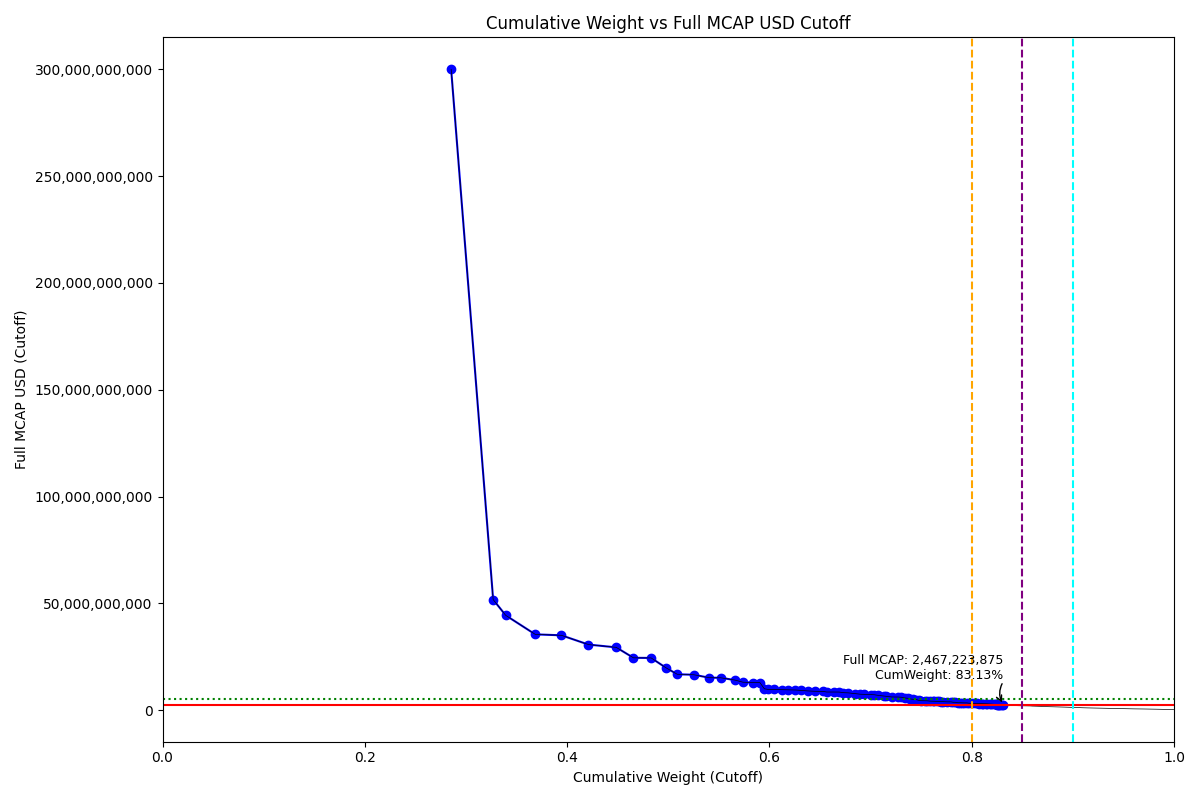 Cumulative Weight vs Full MCAP USD Cutoff
300,000,000,000
250,000,000,000
200,000,000,000
150,000,000,000
100,000,000,000
50,000,000,000
0
Full MCAP USD (Cutoff)
Full MCAP: 2,467,223,875
CumWeight: 83.13%
0.0
0.2
0.4
0.6
0.8
1.0
Cumulative Weight (Cutoff)